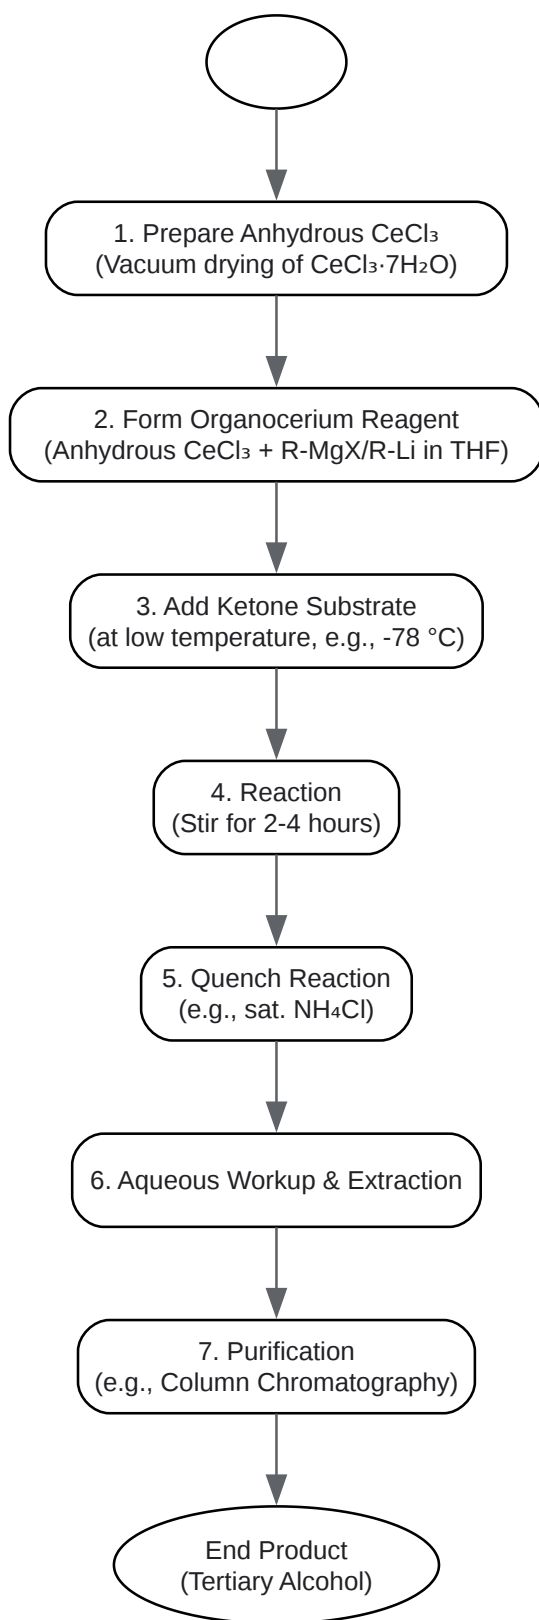 1. Prepare Anhydrous CeCl₃
(Vacuum drying of CeCl₃·7H₂O)
2. Form Organocerium Reagent
(Anhydrous CeCl₃ + R-MgX/R-Li in THF)
3. Add Ketone Substrate
(at low temperature, e.g., -78 °C)
4. Reaction
(Stir for 2-4 hours)
5. Quench Reaction
(e.g., sat. NH₄Cl)
6. Aqueous Workup & Extraction
7. Purification
(e.g., Column Chromatography)
End Product
(Tertiary Alcohol)